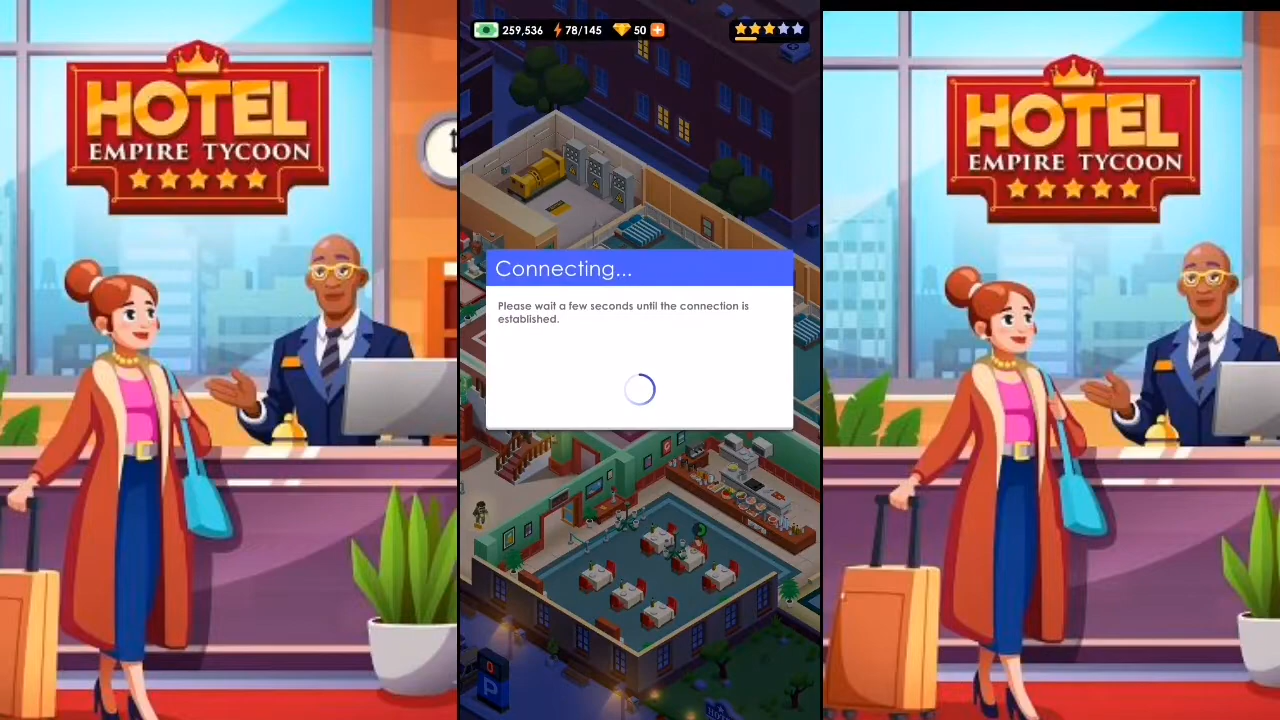 HOTEL
EMPIRE TYCOON
259,536 78/145 50
Connecting...
Please wait a few seconds until the connection is
established.
0
P
HOTEL
EMPIRE TYCOON